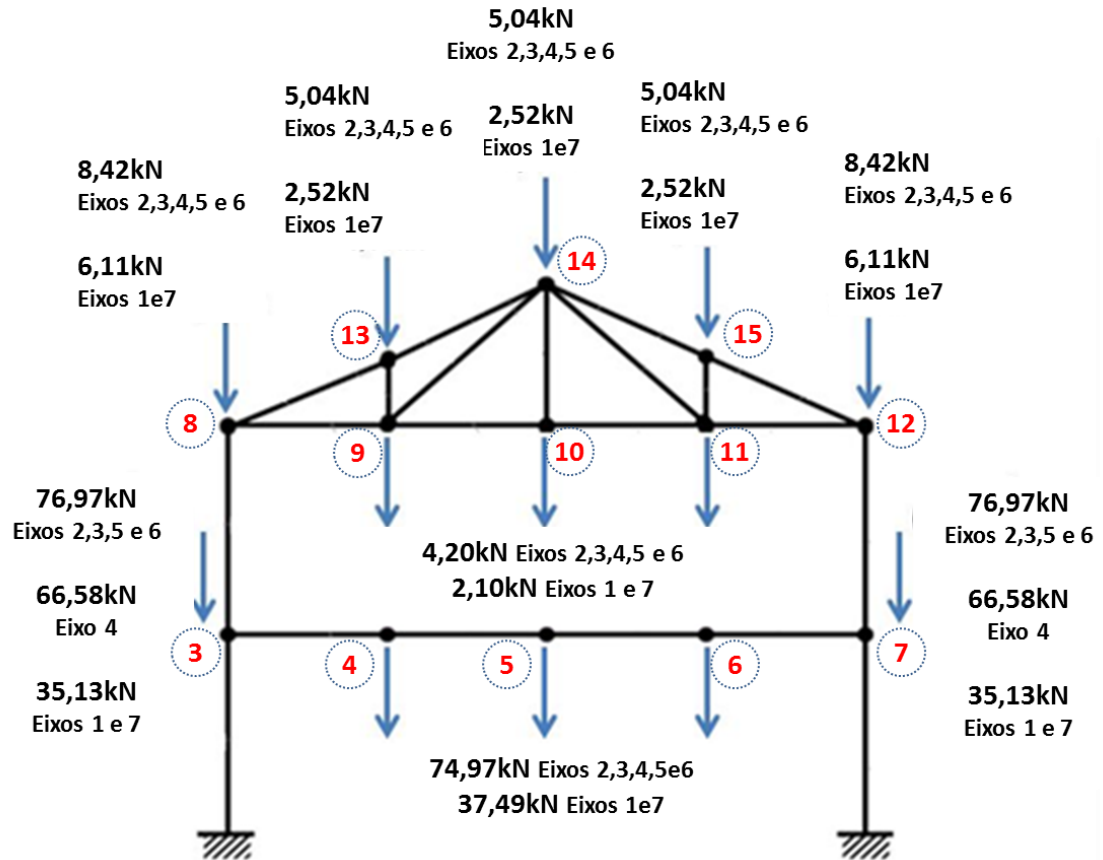 5,04kN
Eixos 2,3,4,5 e 6
2,52kN
Eixos 1e7
5,04kN
Eixos 2,3,4,5 e 6
2,52kN
Eixos 1e7
5,04kN
Eixos 2,3,4,5 e 6
2,52kN
Eixos 1e7
8,42kN
Eixos 2,3,4,5 e 6
6,11kN
Eixos 1e7
8,42kN
Eixos 2,3,4,5 e 6
6,11kN
Eixos 1e7
14
13
15
8
12
9
10
11
76,97kN
Eixos 2,3,5 e 6
66,58kN
Eixo 4
35,13kN
Eixos 1 e 7
4,20kN Eixos 2,3,4,5 e 6
2,10kN Eixos 1 e 7
76,97kN
Eixos 2,3,5 e 6
66,58kN
Eixo 4
35,13kN
Eixos 1 e 7
3
4
5
6
7
74,97kN Eixos 2,3,4,5e6
37,49kN Eixos 1e7